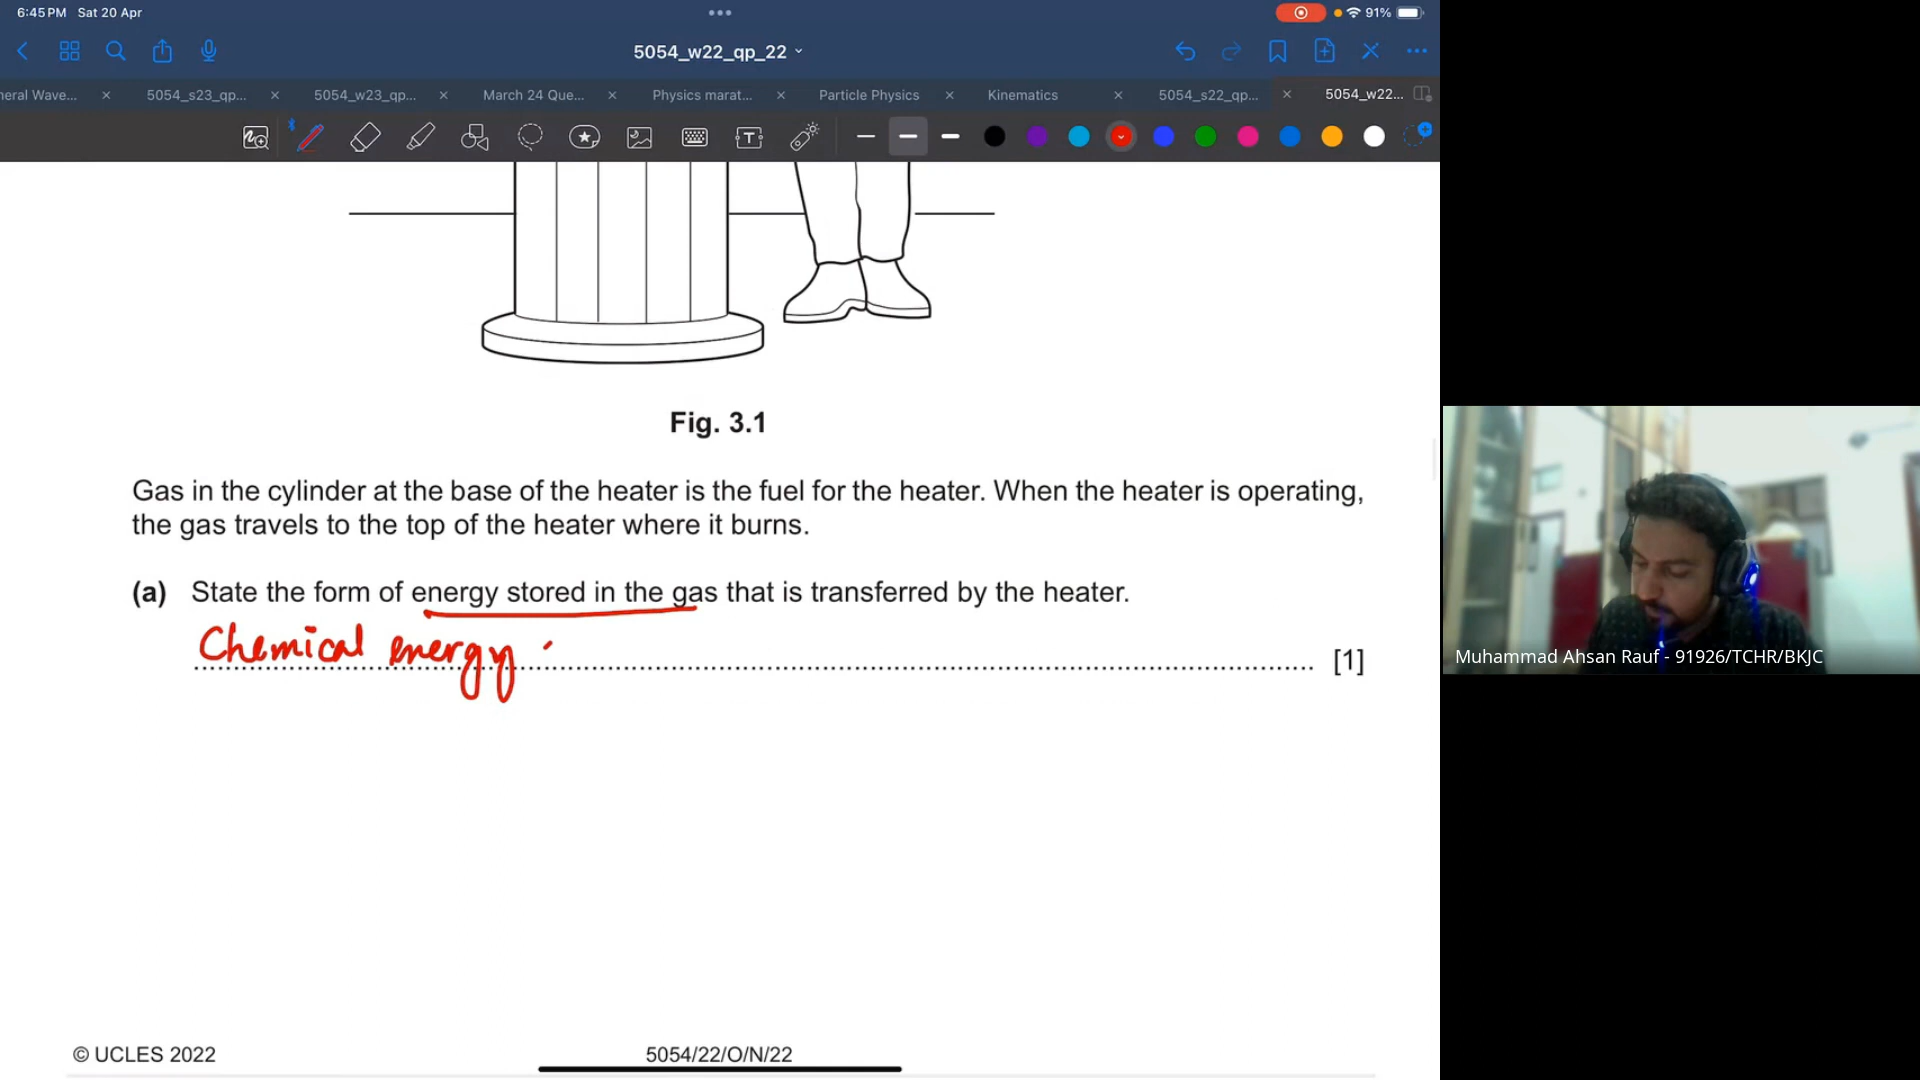 6:45 PM Sat 20 Apr
91%
5054_w22_qp_22
neral Wave...
5054_s23_qp...
5054_w23_qp...
March 24 Que...
Physics marat...
Particle Physics
Kinematics
5054_s22_qp...
5054_w22...
Fig. 3.1
Gas in the cylinder at the base of the heater is the fuel for the heater. When the heater is operating,
the gas travels to the top of the heater where it burns.
(a) State the form of energy stored in the gas that is transferred by the heater.
Chemical energy
[1]
Muhammad Ahsan Rauf - 91926/TCHR/BKJC
© UCLES 2022
5054/22/O/N/22